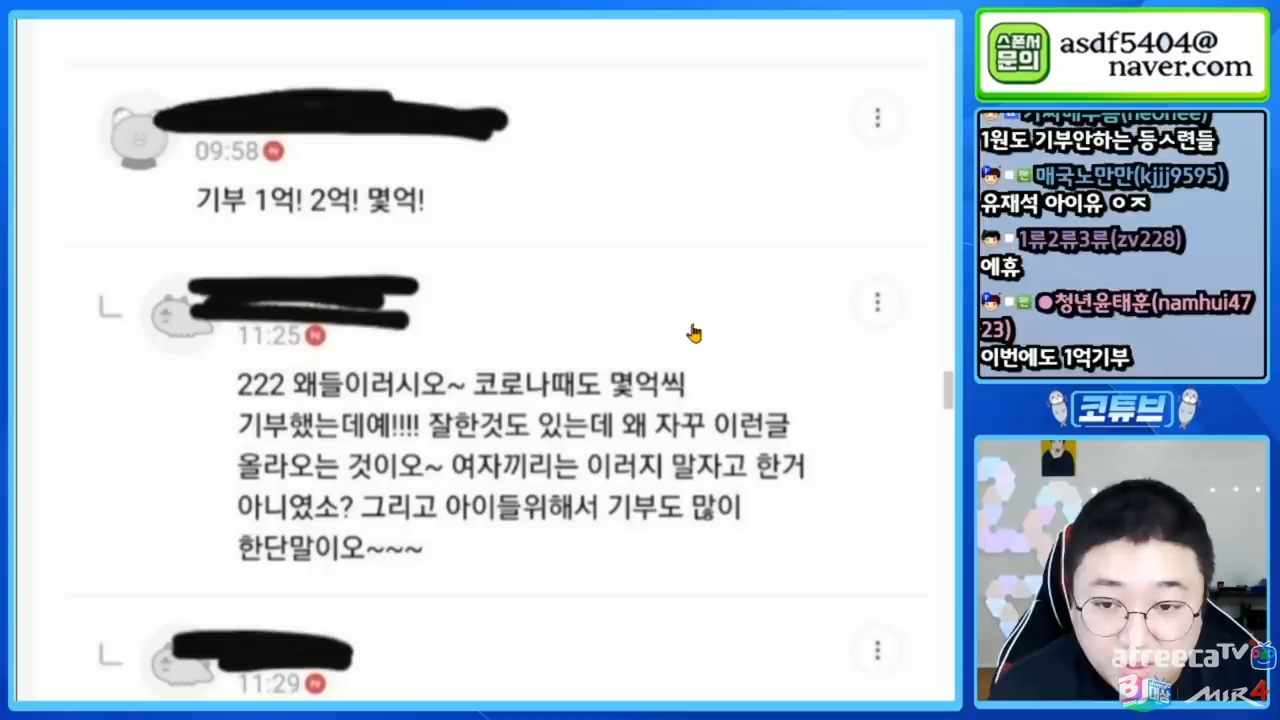 09:58 N
기부 1억! 2억! 몇억!
11:25 N
222 왜들이러시오~ 코로나때도 몇억씩
기부했는데예!!!! 잘한것도 있는데 왜 자꾸 이런글
올라오는 것이오~ 여자끼리는 이러지 말자고 한거
아니였소? 그리고 아이들위해서 기부도 많이
한단말이오~~~
11:29 N
스폰서
문의
asdf5404@
naver.com
1원도 기부안하는 등ㅅ련들
팬 매국노만만(kjjj9595)
유재석 아이유 ㅇㅈ
1류2류3류(zv228)
에휴
팬 ●청년윤태훈(namhui47
23)
이번에도 1억기부
코튜브
afreecaTV
BJ대상 | MIR4